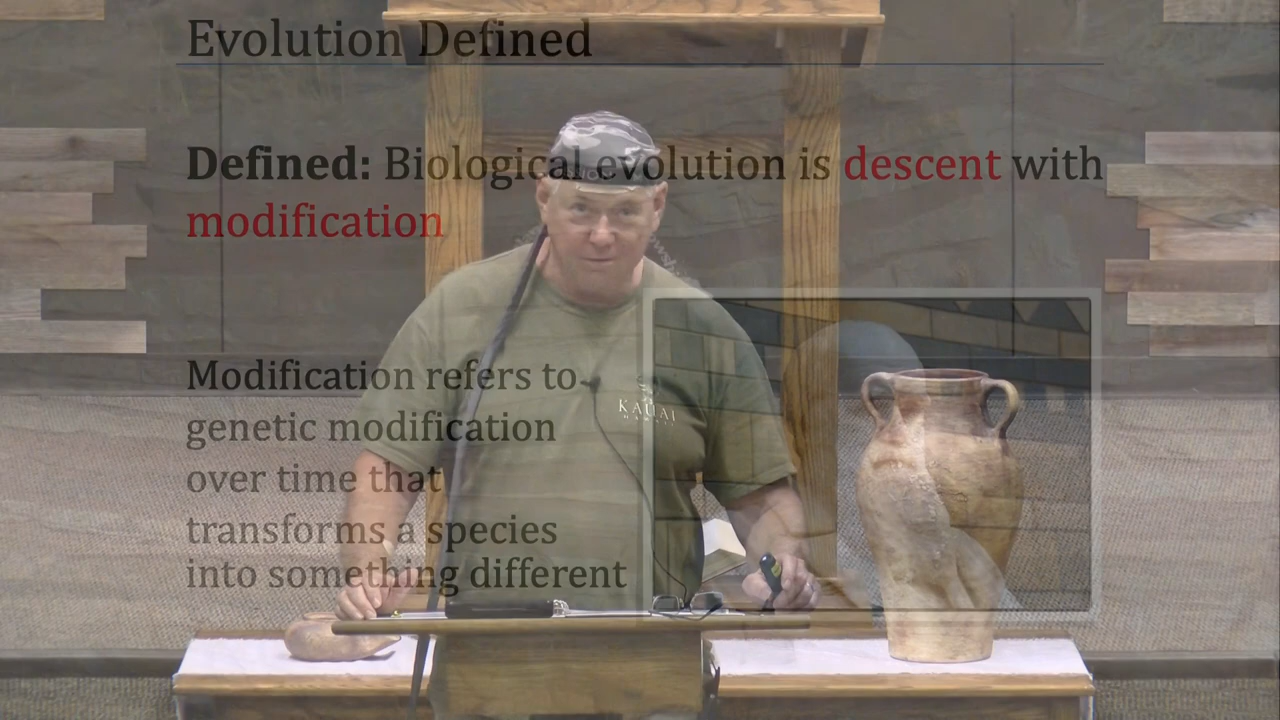 Evolution Defined
Defined: Biological evolution is descent with
modification
Modification refers to
genetic modification
over time that
transforms a species
into something different
KAUAI